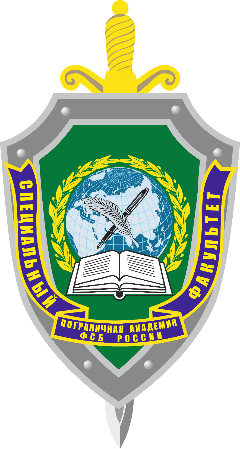 СПЕЦИАЛЬНЫЙ
ФАКУЛЬТЕТ
ПОГРАНИЧНАЯ АКАДЕМИЯ
ФСБ РОССИИ